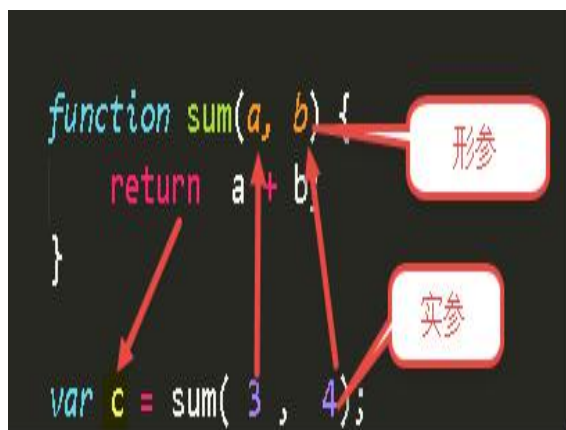 function sum(a, b) {
形参
return a + b;
}
实参
var c = sum( 3 , 4);